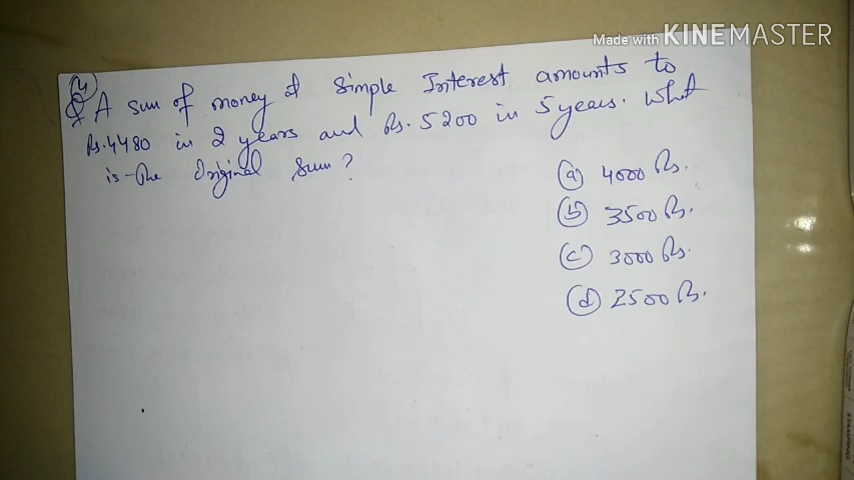 Made with KINEMASTER
4
Q A sum of money at Simple Interest amounts to
Rs. 4480 in 2 years and Rs. 5200 in 5 years. What
is the Original Sum?
(a) 4000 Rs.
(b) 3500 Rs.
(c) 3000 Rs.
(d) 2500 Rs.